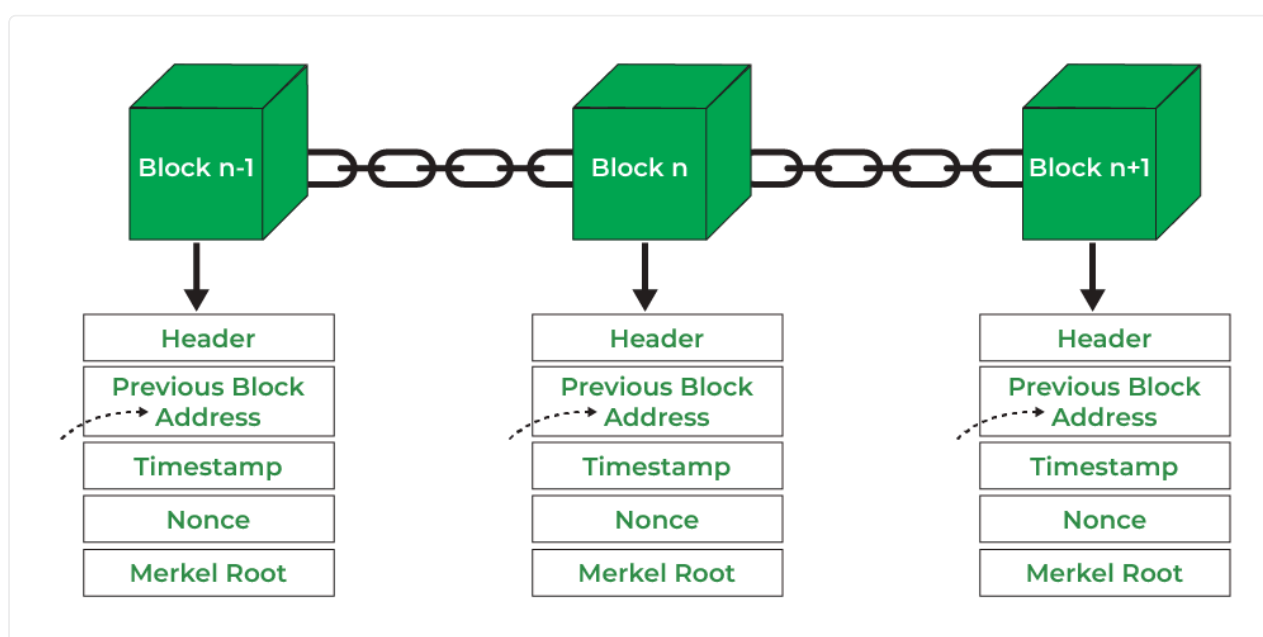 Block n-1
Block n
Block n+1
Header
Previous Block
Address
Timestamp
Nonce
Merkel Root
Header
Previous Block
Address
Timestamp
Nonce
Merkel Root
Header
Previous Block
Address
Timestamp
Nonce
Merkel Root